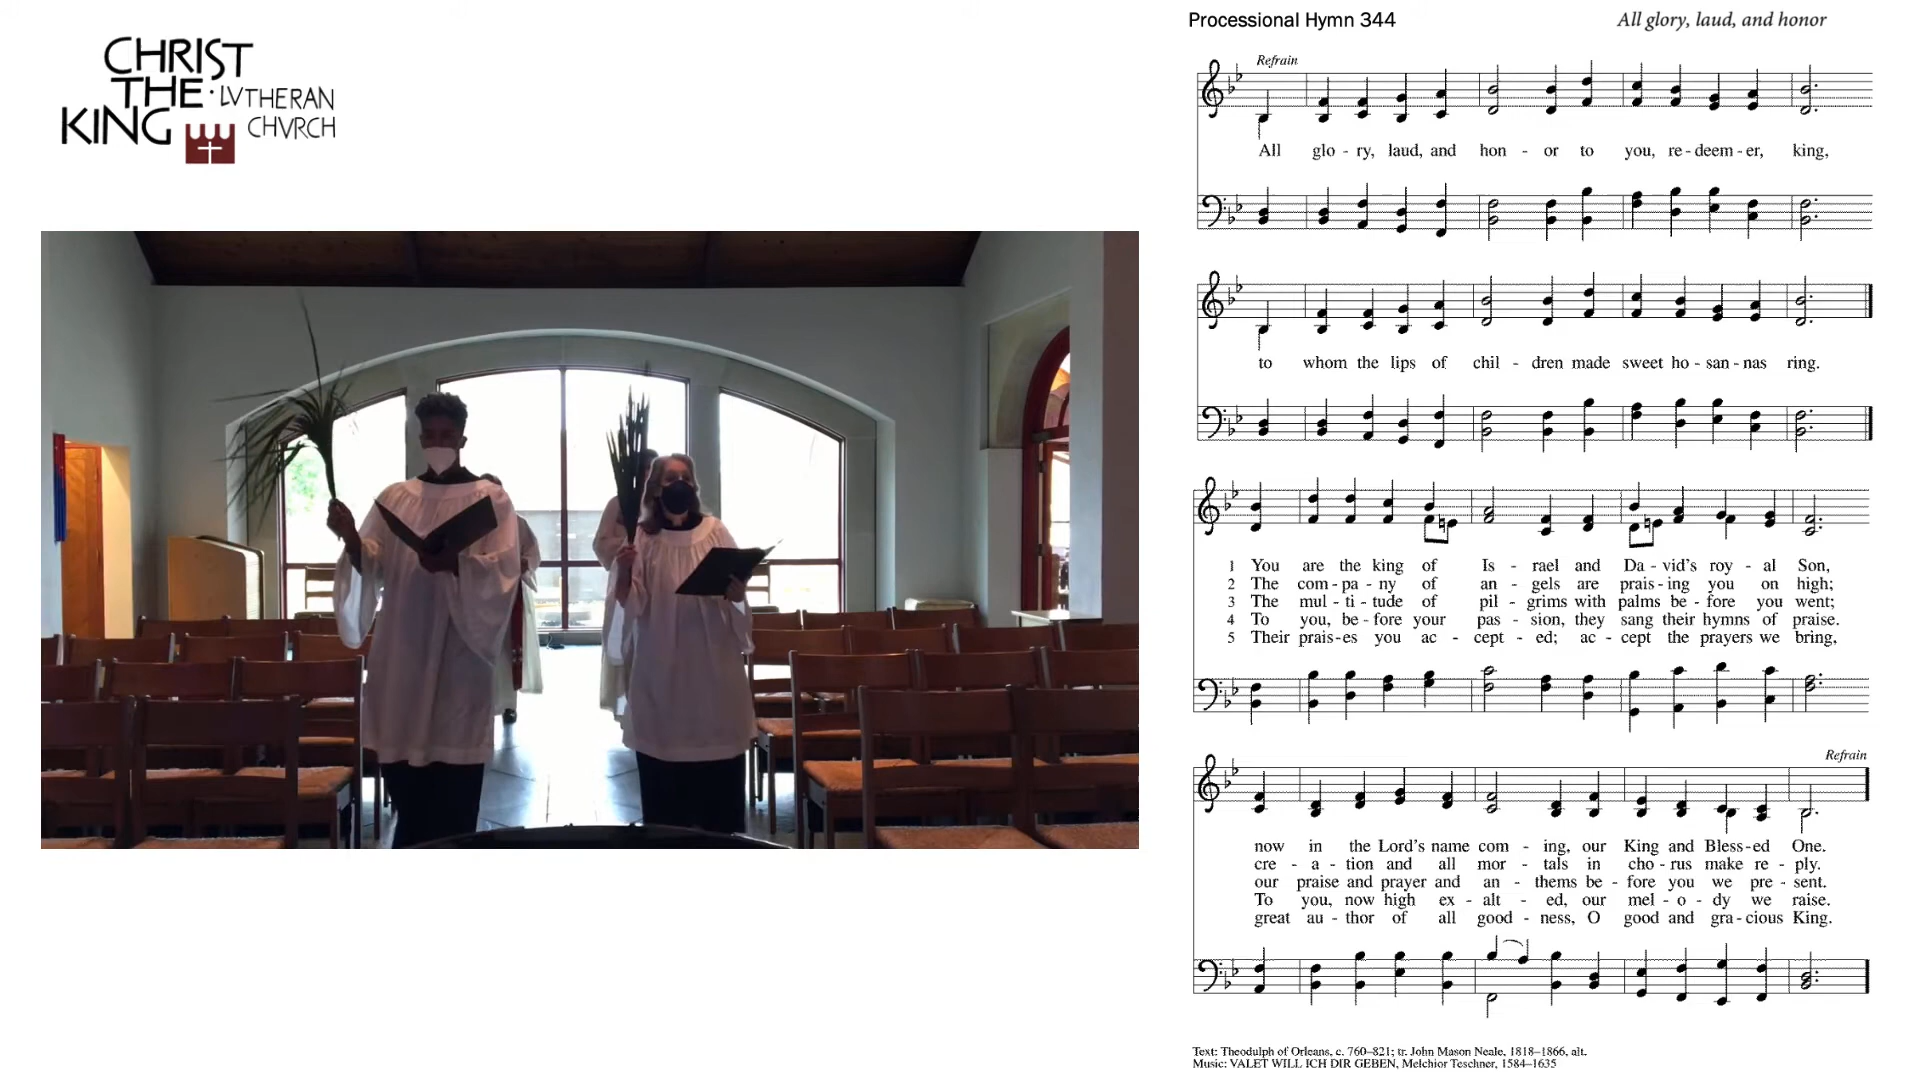 CHRIST
THE · LVTHERAN
KING CHVRCH
Processional Hymn 344
All glory, laud, and honor
Refrain
All glo - ry, laud, and hon - or to you, re - deem - er, king,
to whom the lips of chil - dren made sweet ho - san - nas ring.
1 You are the king of Is - rael and Da - vid's roy - al Son,
2 The com - pa - ny of an - gels are prais - ing you on high;
3 The mul - ti - tude of pil - grims with palms be - fore you went;
4 To you, be - fore your pas - sion, they sang their hymns of praise.
5 Their prais - es you ac - cept - ed; ac - cept the prayers we bring,
Refrain
now in the Lord's name com - ing, our King and Bless - ed One.
cre - a - tion and all mor - tals in cho - rus make re - ply.
our praise and prayer and an - thems be - fore you we pre - sent.
To you, now high ex - alt - ed, our mel - o - dy we raise.
great au - thor of all good - ness, O good and gra - cious King.
Text: Theodulph of Orleans, c. 760–821; tr. John Mason Neale, 1818–1866, alt.
Music: VALET WILL ICH DIR GEBEN, Melchior Teschner, 1584–1635